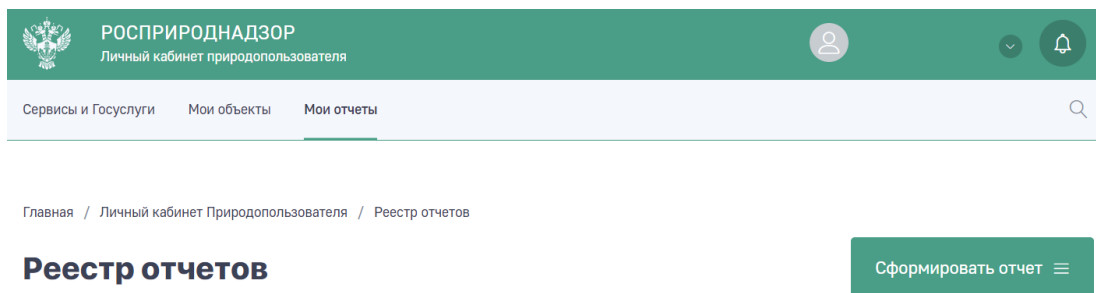 РОСПРИРОДНАДЗОР
Личный кабинет природопользователя
Сервисы и Госуслуги Мои объекты Мои отчеты
Главная / Личный кабинет Природопользователя / Реестр отчетов
Реестр отчетов
Сформировать отчет